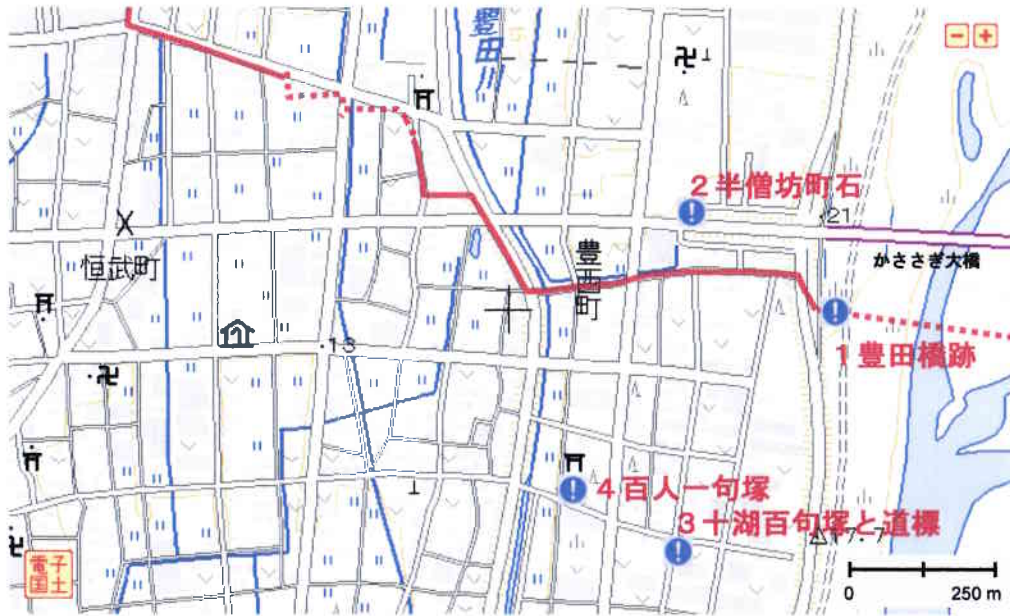 豊田川
2半僧坊町石
21
かささぎ大橋
恒武町
豊西町
1豊田橋跡
13
4百人一句塚
3十湖百句塚と道標
17.7
電子
国土
0
250 m